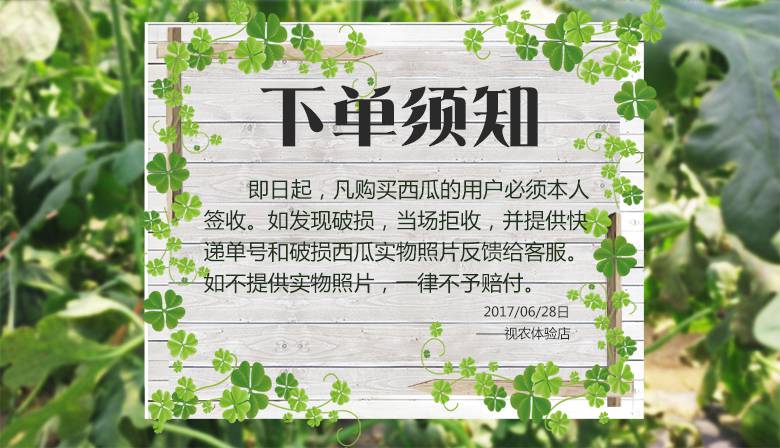 下单须知
即日起，凡购买西瓜的用户必须本人
签收。如发现破损，当场拒收，并提供快
递单号和破损西瓜实物照片反馈给客服。
如不提供实物照片，一律不予赔付。
2017/06/28日
——视农体验店